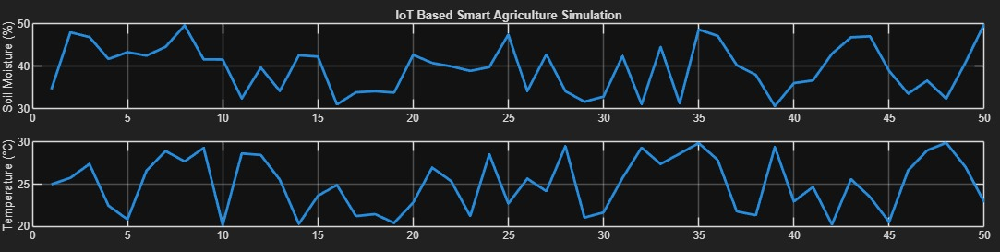 IoT Based Smart Agriculture Simulation
Soil Moisture (%)
50
40
30
0 5 10 15 20 25 30 35 40 45 50
Temperature (°C)
30
25
20
0 5 10 15 20 25 30 35 40 45 50